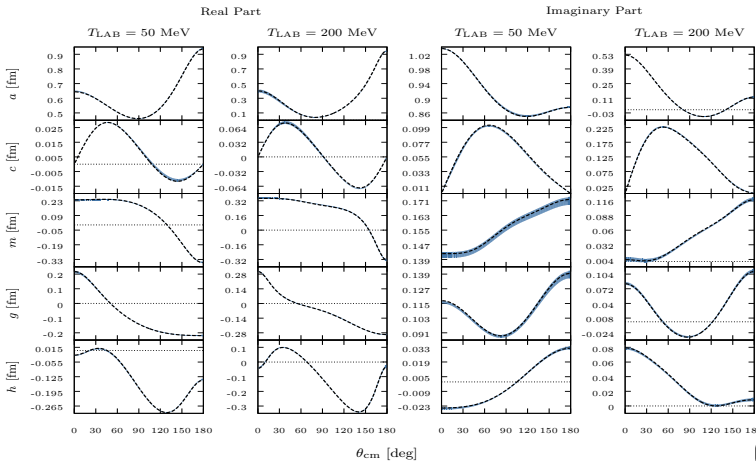 Real Part Imaginary Part
T_LAB = 50 MeV T_LAB = 200 MeV T_LAB = 50 MeV T_LAB = 200 MeV
a [fm]
0.9 0.9 1.02 0.53
0.8 0.7 0.98 0.39
0.7 0.5 0.94 0.25
0.6 0.3 0.9 0.11
0.5 0.1 0.86 -0.03
c [fm]
0.025 0.064 0.099 0.225
0.015 0.032 0.077 0.175
0.005 0 0.055 0.125
-0.005 -0.032 0.033 0.075
-0.015 -0.064 0.011 0.025
m [fm]
0.23 0.32 0.171 0.116
0.09 0.16 0.163 0.088
-0.05 0 0.155 0.06
-0.19 -0.16 0.147 0.032
-0.33 -0.32 0.139 0.004
g [fm]
0.2 0.28 0.139 0.104
0.1 0.14 0.127 0.072
0 0 0.115 0.04
-0.1 -0.14 0.103 0.008
-0.2 -0.28 0.091 -0.024
h [fm]
0.015 0.1 0.033 0.08
-0.055 0 0.019 0.06
-0.125 -0.1 0.005 0.04
-0.195 -0.2 -0.009 0.02
-0.265 -0.3 -0.023 0
0 30 60 90 120 150 180 0 30 60 90 120 150 180 0 30 60 90 120 150 180 0 30 60 90 120 150 180
θ_cm [deg]